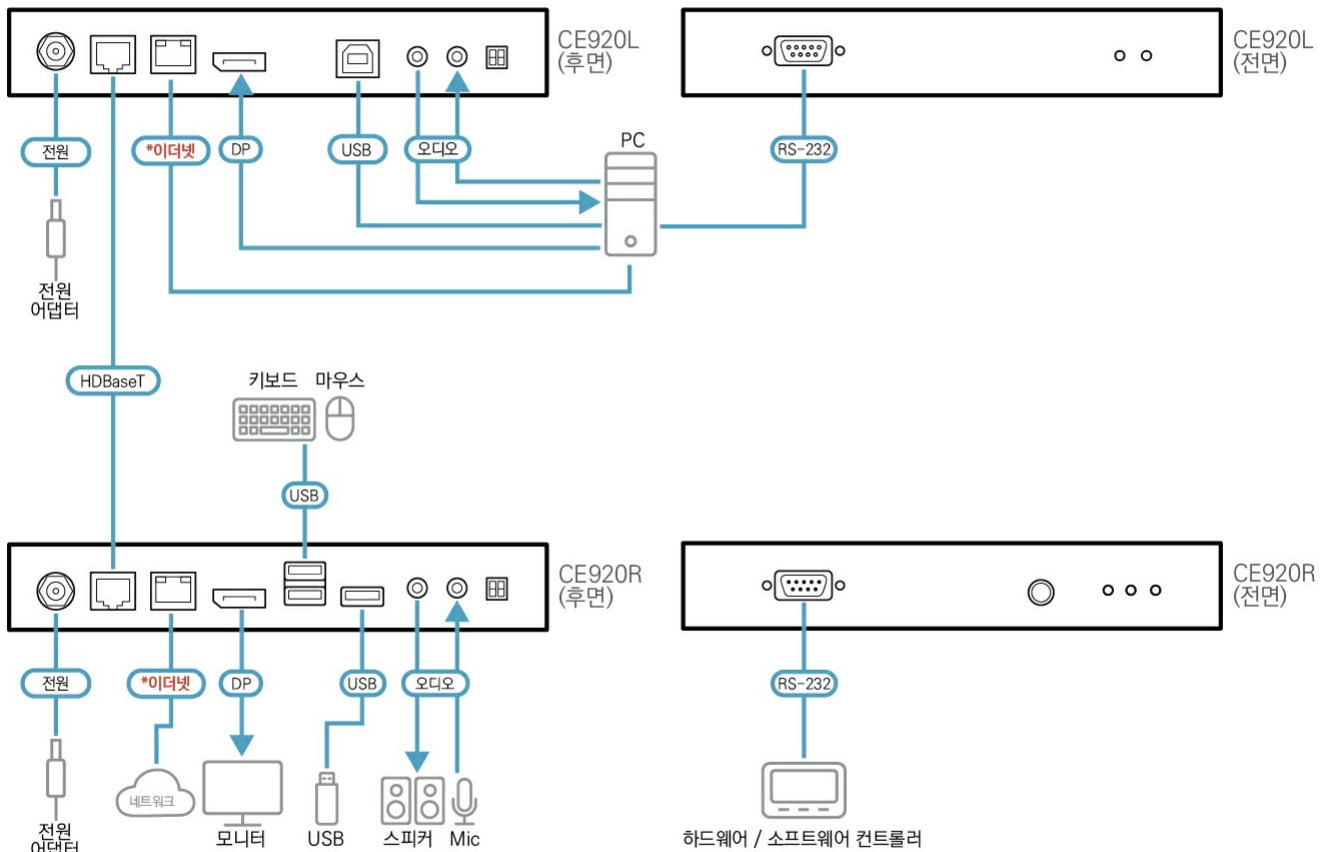 CE920L
(후면)
CE920L
(전면)
전원
*이더넷
DP
USB
오디오
PC
RS-232
전원
어댑터
HDBaseT
키보드 마우스
USB
CE920R
(후면)
CE920R
(전면)
전원
*이더넷
DP
USB
오디오
RS-232
네트워크
전원
어댑터
모니터
USB
스피커
Mic
하드웨어 / 소프트웨어 컨트롤러